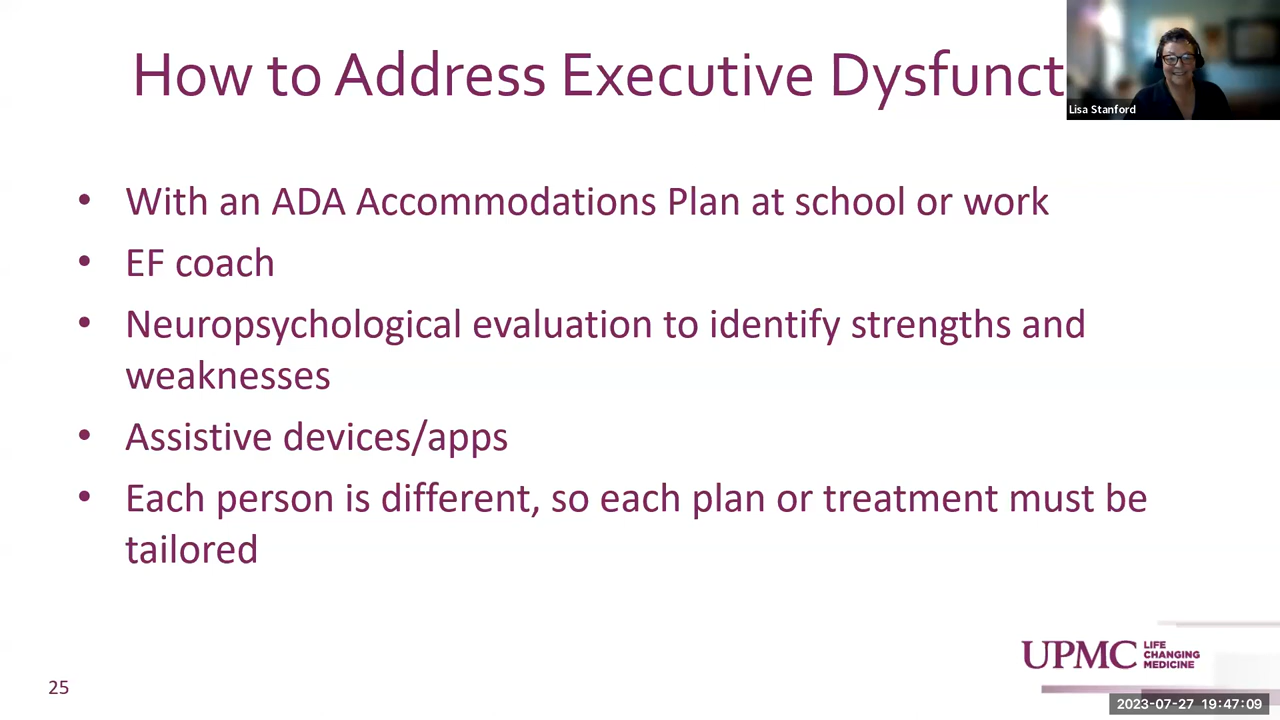 How to Address Executive Dysfunct
Lisa Stanford
• With an ADA Accommodations Plan at school or work
• EF coach
• Neuropsychological evaluation to identify strengths and
weaknesses
• Assistive devices/apps
• Each person is different, so each plan or treatment must be
tailored
UPMC LIFE
CHANGING
MEDICINE
25
2023-07-27 19:47:09